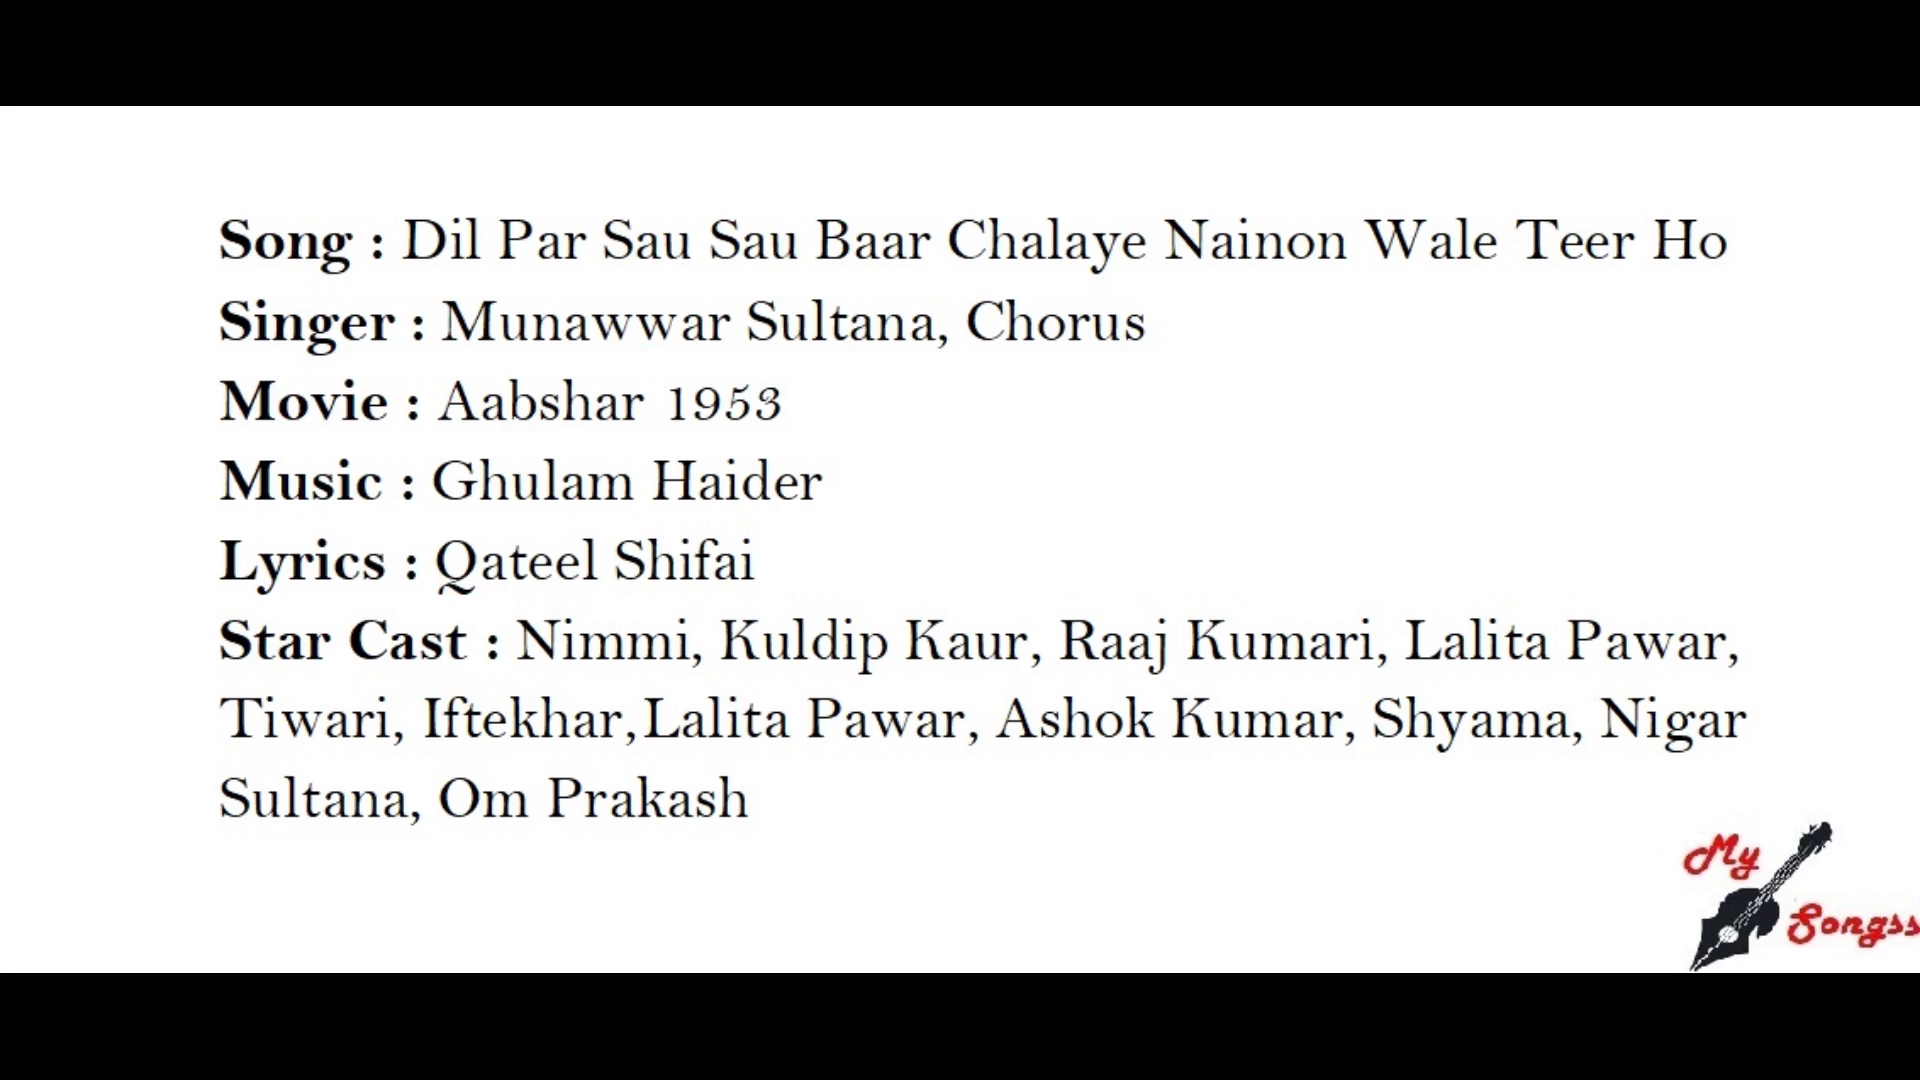 Song : Dil Par Sau Sau Baar Chalaye Nainon Wale Teer Ho
Singer : Munawwar Sultana, Chorus
Movie : Aabshar 1953
Music : Ghulam Haider
Lyrics : Qateel Shifai
Star Cast : Nimmi, Kuldip Kaur, Raaj Kumari, Lalita Pawar,
Tiwari, Iftekhar,Lalita Pawar, Ashok Kumar, Shyama, Nigar
Sultana, Om Prakash
My
Songss